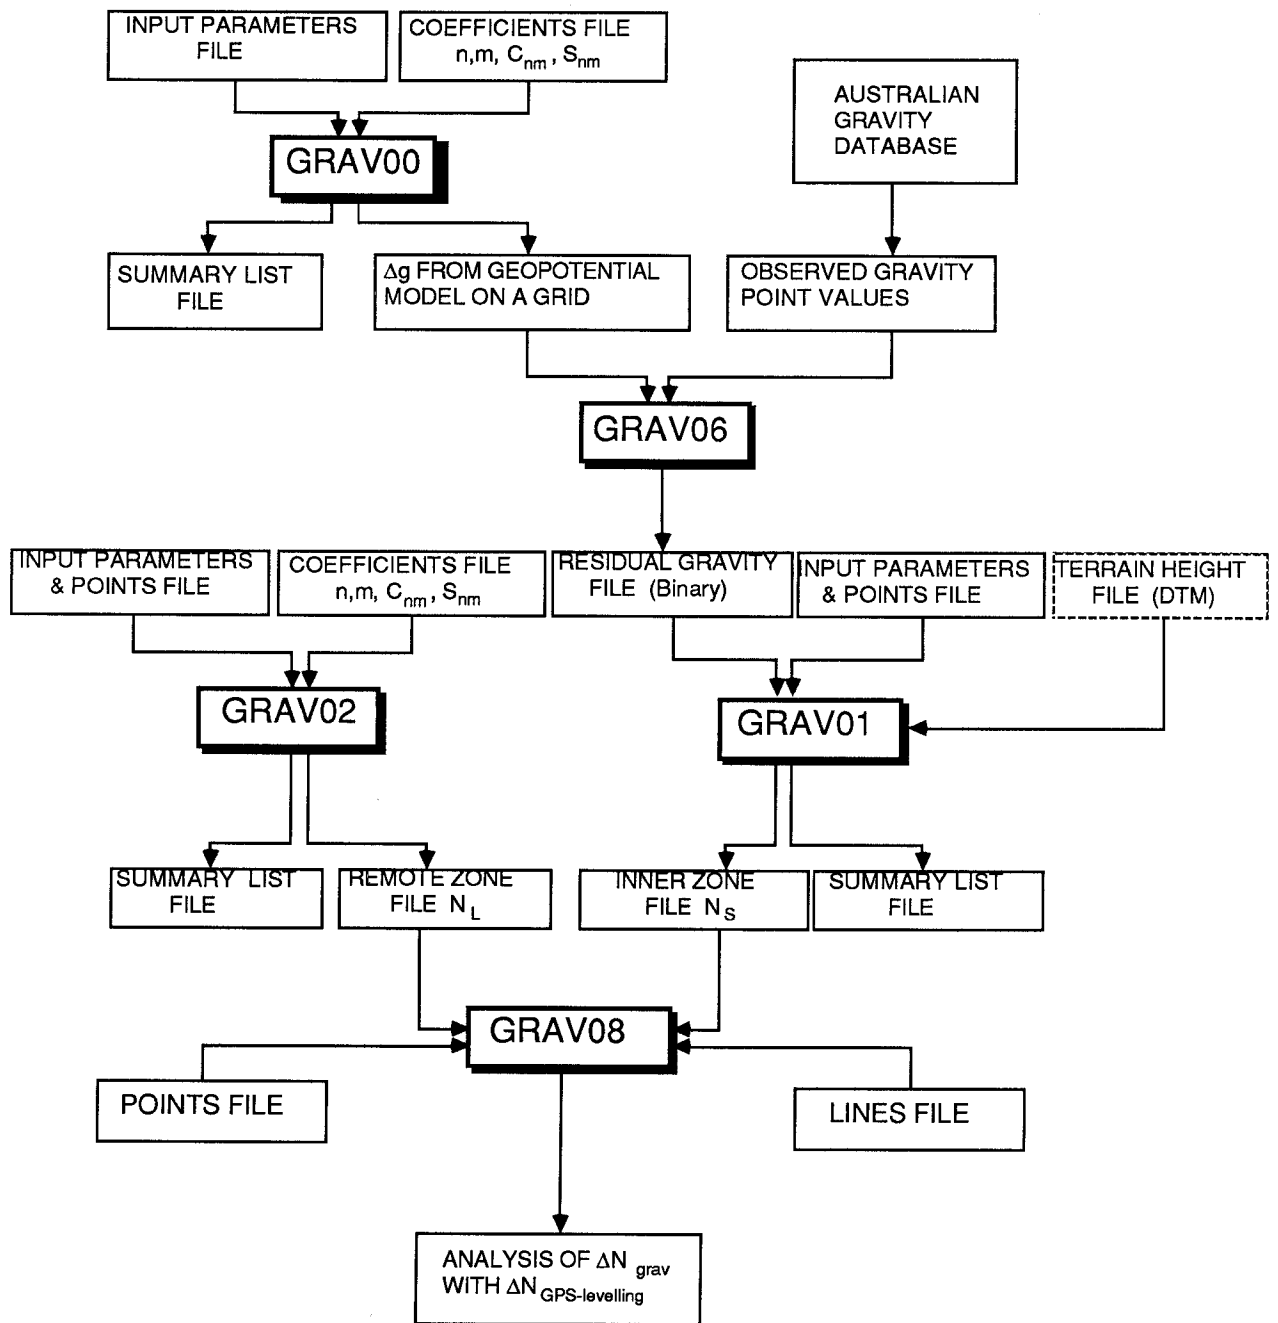 INPUT PARAMETERS
FILE
COEFFICIENTS FILE
n,m, Cnm , Snm
AUSTRALIAN
GRAVITY
DATABASE
GRAV00
SUMMARY LIST
FILE
Δg FROM GEOPOTENTIAL
MODEL ON A GRID
OBSERVED GRAVITY
POINT VALUES
GRAV06
INPUT PARAMETERS
& POINTS FILE
COEFFICIENTS FILE
n,m, Cnm , Snm
RESIDUAL GRAVITY
FILE (Binary)
INPUT PARAMETERS
& POINTS FILE
TERRAIN HEIGHT
FILE (DTM)
GRAV02
GRAV01
SUMMARY LIST
FILE
REMOTE ZONE
FILE NL
INNER ZONE
FILE NS
SUMMARY LIST
FILE
GRAV08
POINTS FILE
LINES FILE
ANALYSIS OF ΔN grav
WITH ΔN GPS-levelling